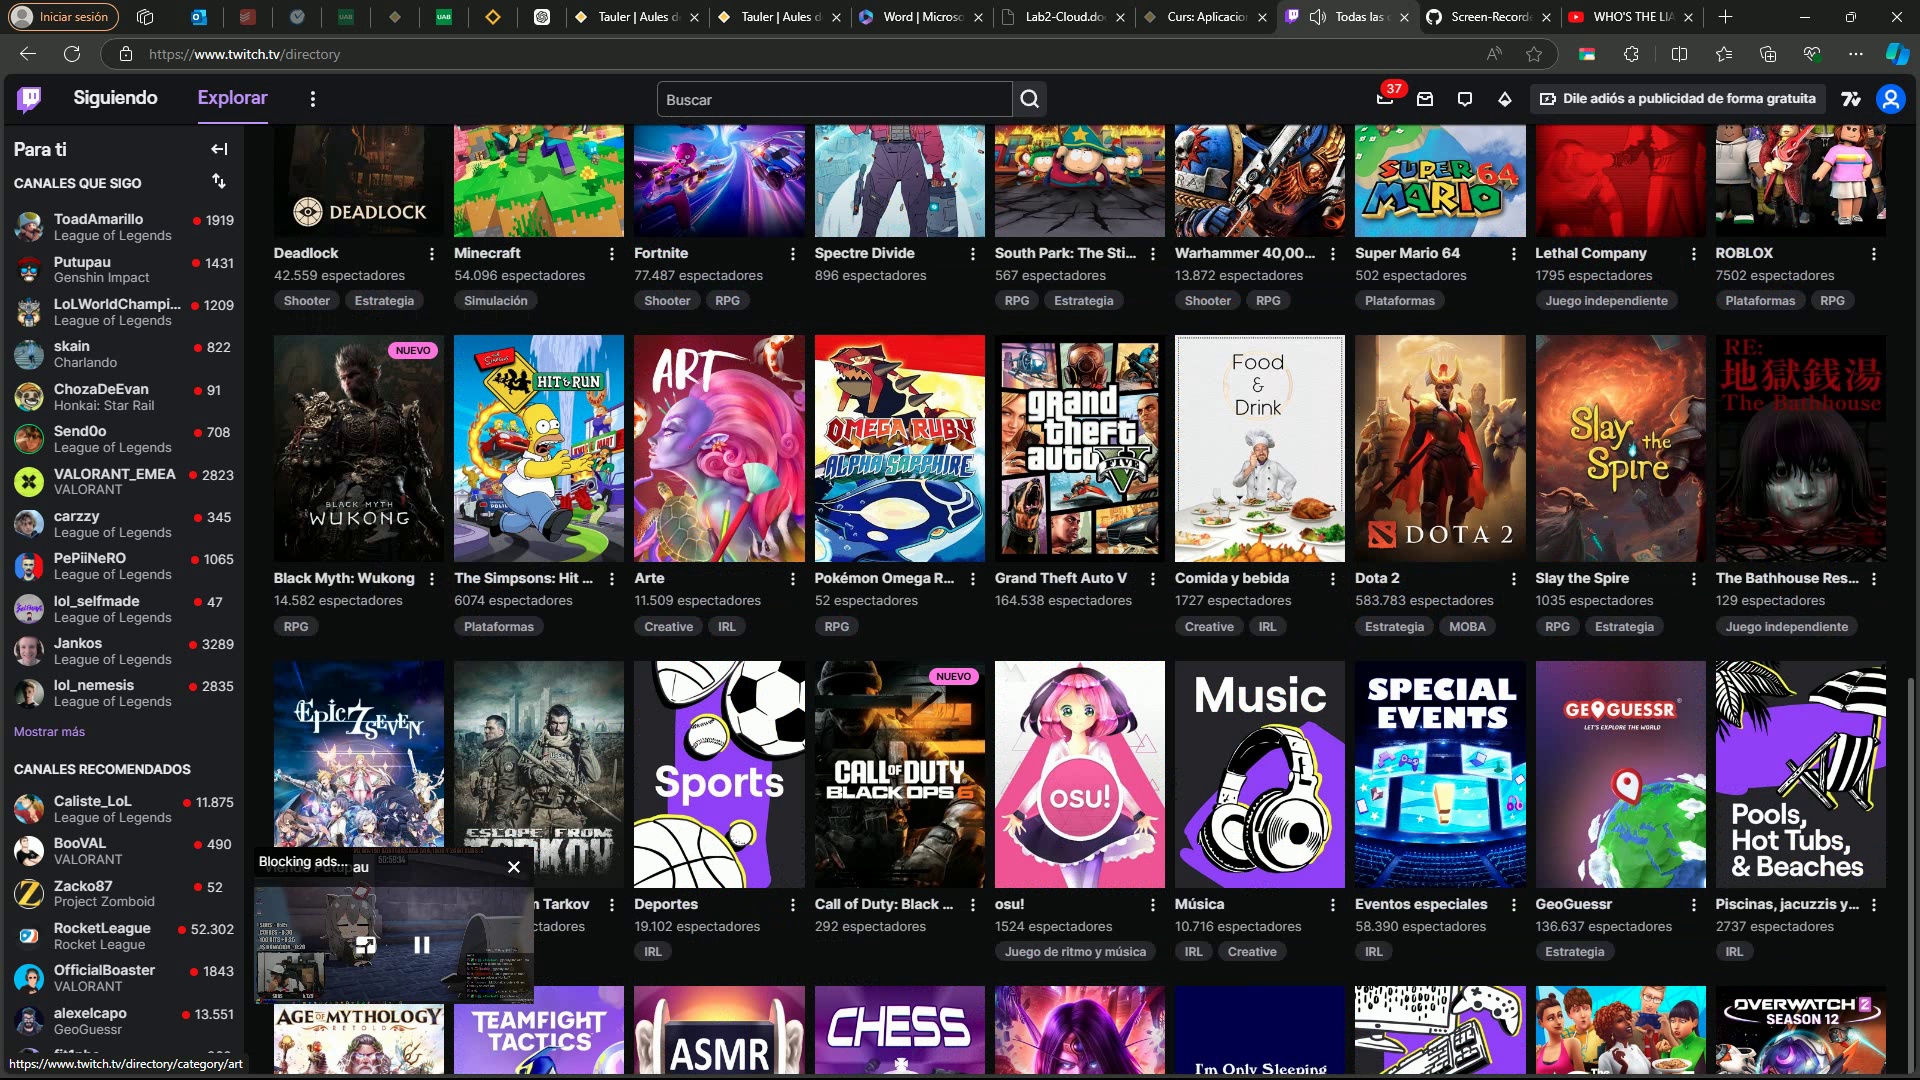 Iniciar sesión
Tauler | Aules de
Tauler | Aules de
Word | Microso
Lab2-Cloud.do
Curs: Aplicacion
Todas las c
Screen-Recorde
WHO'S THE LIA
https://www.twitch.tv/directory
Siguiendo
Explorar
Buscar
37
Dile adiós a publicidad de forma gratuita
Para ti
CANALES QUE SIGO
ToadAmarillo
1919
League of Legends
Putupau
1431
Genshin Impact
LoLWorldChampi...
1209
League of Legends
skain
822
Charlando
ChozaDeEvan
91
Honkai: Star Rail
Send0o
708
League of Legends
VALORANT_EMEA
2823
VALORANT
carzzy
345
League of Legends
PePiiNeRO
1065
League of Legends
lol_selfmade
47
League of Legends
Jankos
3289
League of Legends
lol_nemesis
2835
League of Legends
Mostrar más
CANALES RECOMENDADOS
Caliste_LoL
11.875
League of Legends
BooVAL
490
VALORANT
Zacko87
52
Project Zomboid
RocketLeague
52.302
Rocket League
OfficialBoaster
1843
VALORANT
alexelcapo
13.551
GeoGuessr
https://www.twitch.tv/directory/category/art
DEADLOCK
SUPER MARIO 64
Deadlock
42.559 espectadores
Shooter Estrategia
Minecraft
54.096 espectadores
Simulación
Fortnite
77.487 espectadores
Shooter RPG
Spectre Divide
896 espectadores
South Park: The Sti...
567 espectadores
RPG Estrategia
Warhammer 40,00...
13.872 espectadores
Shooter RPG
Super Mario 64
502 espectadores
Plataformas
Lethal Company
1795 espectadores
Juego independiente
ROBLOX
7502 espectadores
Plataformas RPG
NUEVO
BLACK MYTH
WUKONG
The Simpsons
HIT & RUN
ART
OMEGA RUBY
ALPHA SAPPHIRE
grand
theft
auto
FIVE
Food
&
Drink
DOTA 2
Slay the
Spire
RE:
地獄銭湯
The Bathhouse
Black Myth: Wukong
14.582 espectadores
RPG
The Simpsons: Hit ...
6074 espectadores
Plataformas
Arte
11.509 espectadores
Creative IRL
Pokémon Omega R...
52 espectadores
RPG
Grand Theft Auto V
164.538 espectadores
Comida y bebida
1727 espectadores
Creative IRL
Dota 2
583.783 espectadores
Estrategia MOBA
Slay the Spire
1035 espectadores
RPG Estrategia
The Bathhouse Res...
129 espectadores
Juego independiente
Epic Seven
ESCAPE FROM
TARKOV
Sports
NUEVO
CALL OF DUTY
BLACK OPS 6
osu!
Music
SPECIAL
EVENTS
GEOGUESSR
LET'S EXPLORE THE WORLD
Pools,
Hot Tubs,
& Beaches
Blocking ads...
Viendo Putupau
m Tarkov
ctadores
Deportes
19.102 espectadores
IRL
Call of Duty: Black ...
292 espectadores
osu!
1524 espectadores
Juego de ritmo y música
Música
10.716 espectadores
IRL Creative
Eventos especiales
58.390 espectadores
IRL
GeoGuessr
136.637 espectadores
Estrategia
Piscinas, jacuzzis y...
2737 espectadores
IRL
AGE OF MYTHOLOGY
RETOLD
TEAMFIGHT
TACTICS
ASMR
CHESS
I'm Only Sleeping
OVERWATCH 2
SEASON 12